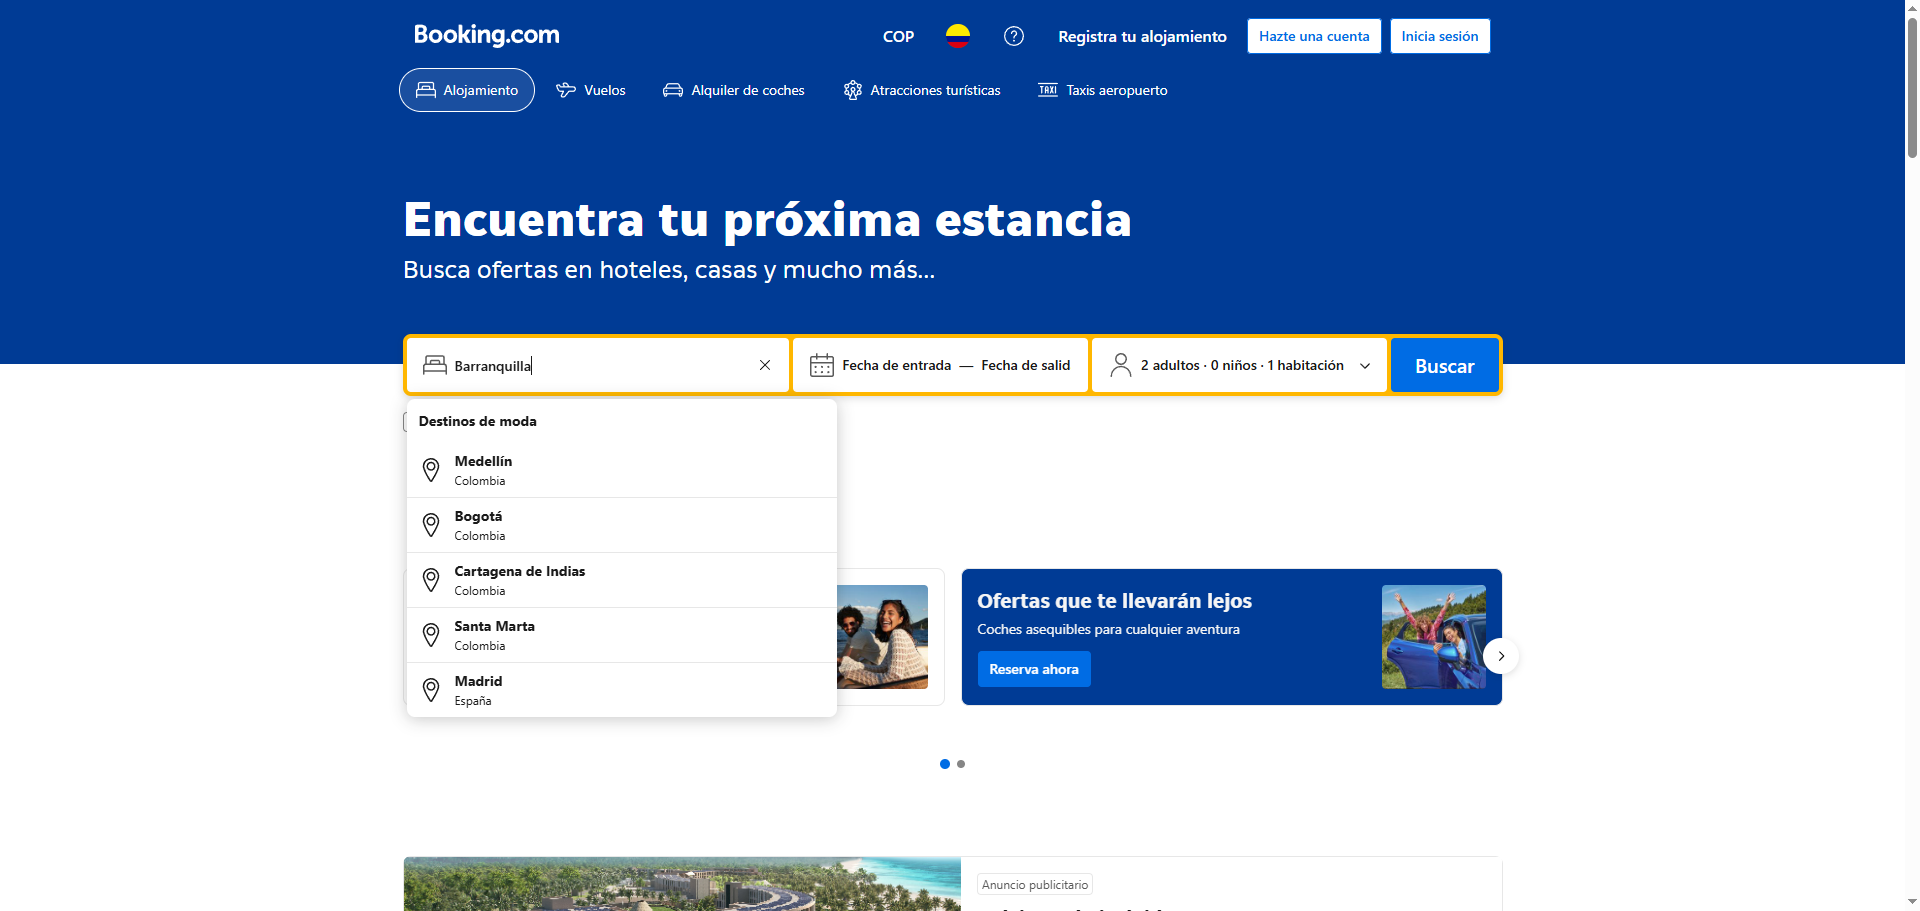 Booking.com
COP
Registra tu alojamiento
Hazte una cuenta
Inicia sesión
Alojamiento
Vuelos
Alquiler de coches
Atracciones turísticas
TAXI
Taxis aeropuerto
Encuentra tu próxima estancia
Busca ofertas en hoteles, casas y mucho más...
Barranquilla
Fecha de entrada — Fecha de salid
2 adultos · 0 niños · 1 habitación
Buscar
Destinos de moda
Medellín
Colombia
Bogotá
Colombia
Cartagena de Indias
Colombia
Santa Marta
Colombia
Madrid
España
Ofertas que te llevarán lejos
Coches asequibles para cualquier aventura
Reserva ahora
Anuncio publicitario